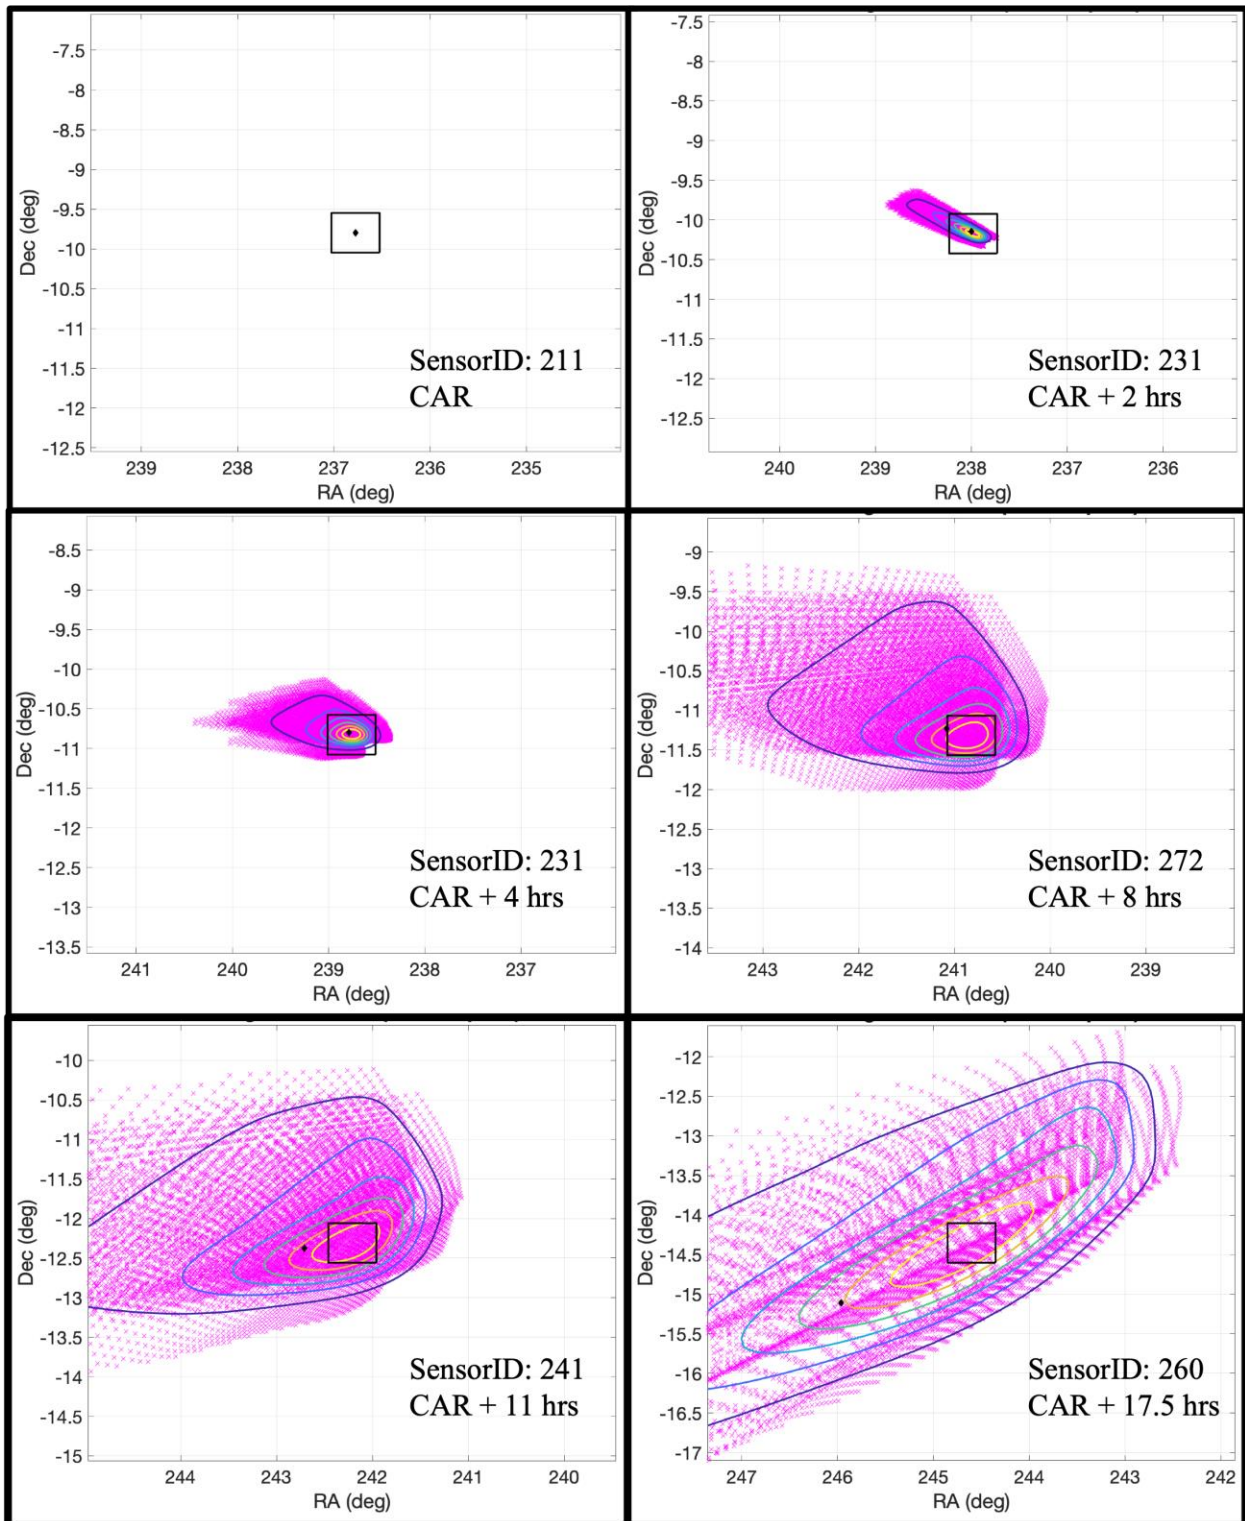 -7.5
-8
-8.5
-9
-9.5
-10
-10.5
-11
-11.5
-12
-12.5
Dec (deg)
239 238 237 236 235
RA (deg)
SensorID: 211
CAR
-7.5
-8
-8.5
-9
-9.5
-10
-10.5
-11
-11.5
-12
-12.5
Dec (deg)
240 239 238 237 236
RA (deg)
SensorID: 231
CAR + 2 hrs
-8.5
-9
-9.5
-10
-10.5
-11
-11.5
-12
-12.5
-13
-13.5
Dec (deg)
241 240 239 238 237
RA (deg)
SensorID: 231
CAR + 4 hrs
-9
-9.5
-10
-10.5
-11
-11.5
-12
-12.5
-13
-13.5
-14
Dec (deg)
243 242 241 240 239
RA (deg)
SensorID: 272
CAR + 8 hrs
-10
-10.5
-11
-11.5
-12
-12.5
-13
-13.5
-14
-14.5
-15
Dec (deg)
244 243 242 241 240
RA (deg)
SensorID: 241
CAR + 11 hrs
-12
-12.5
-13
-13.5
-14
-14.5
-15
-15.5
-16
-16.5
-17
Dec (deg)
247 246 245 244 243 242
RA (deg)
SensorID: 260
CAR + 17.5 hrs